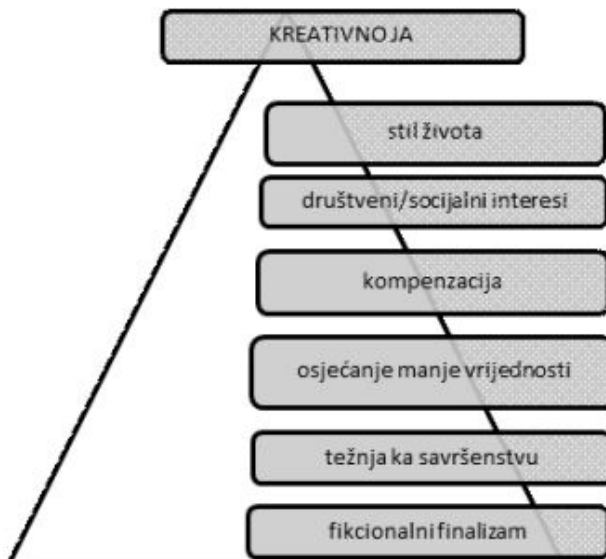 KREATIVNO JA
stil života
društveni/socijalni interesi
kompenzacija
osjećanje manje vrijednosti
težnja ka savršenstvu
fikcionalni finalizam